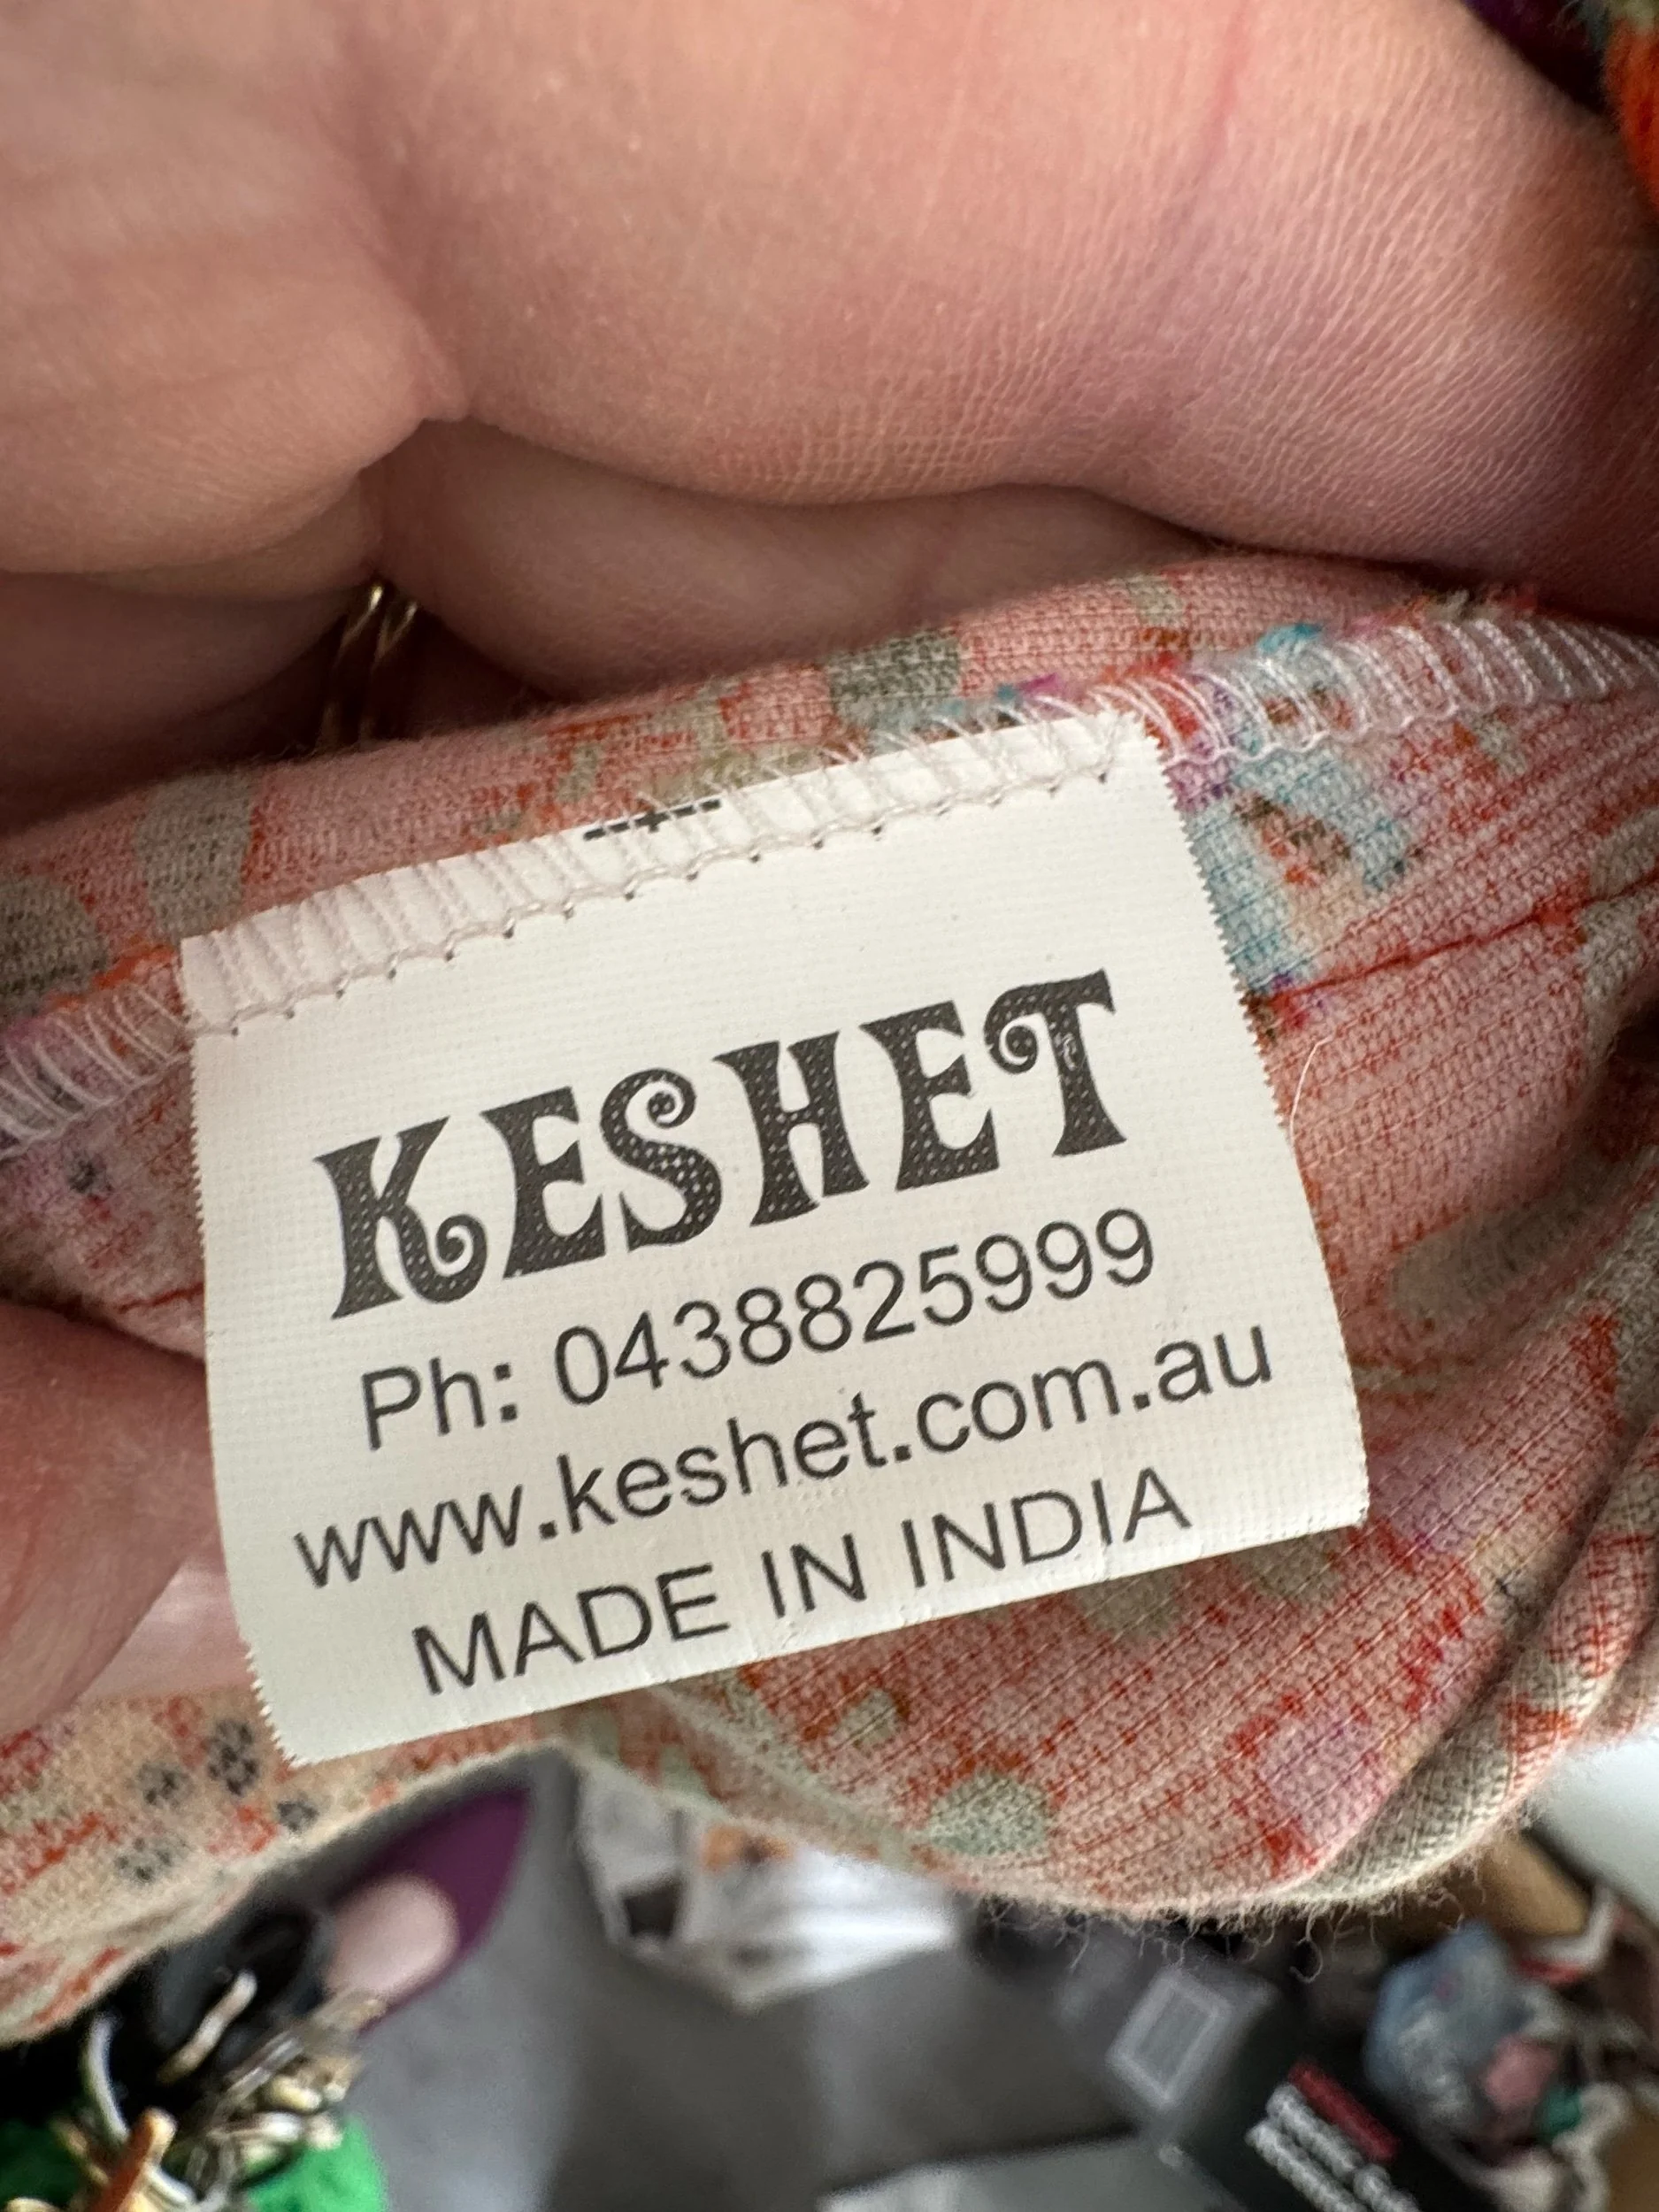 KESHET
Ph: 0438825999
www.keshet.com.au
MADE IN INDIA